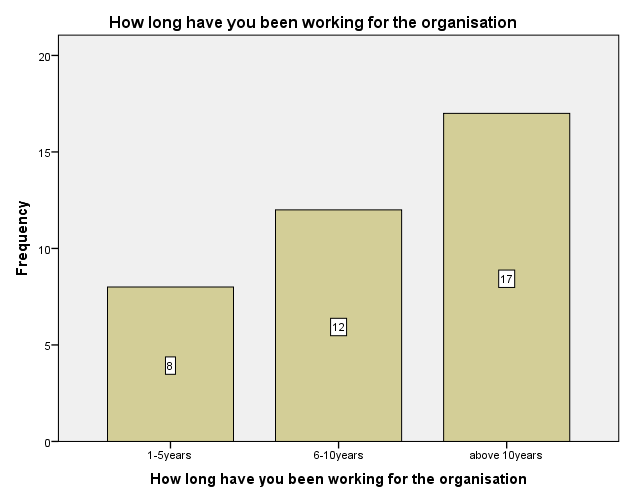 How long have you been working for the organisation
20
15
10
5
0
Frequency
8
12
17
1-5years
6-10years
above 10years
How long have you been working for the organisation